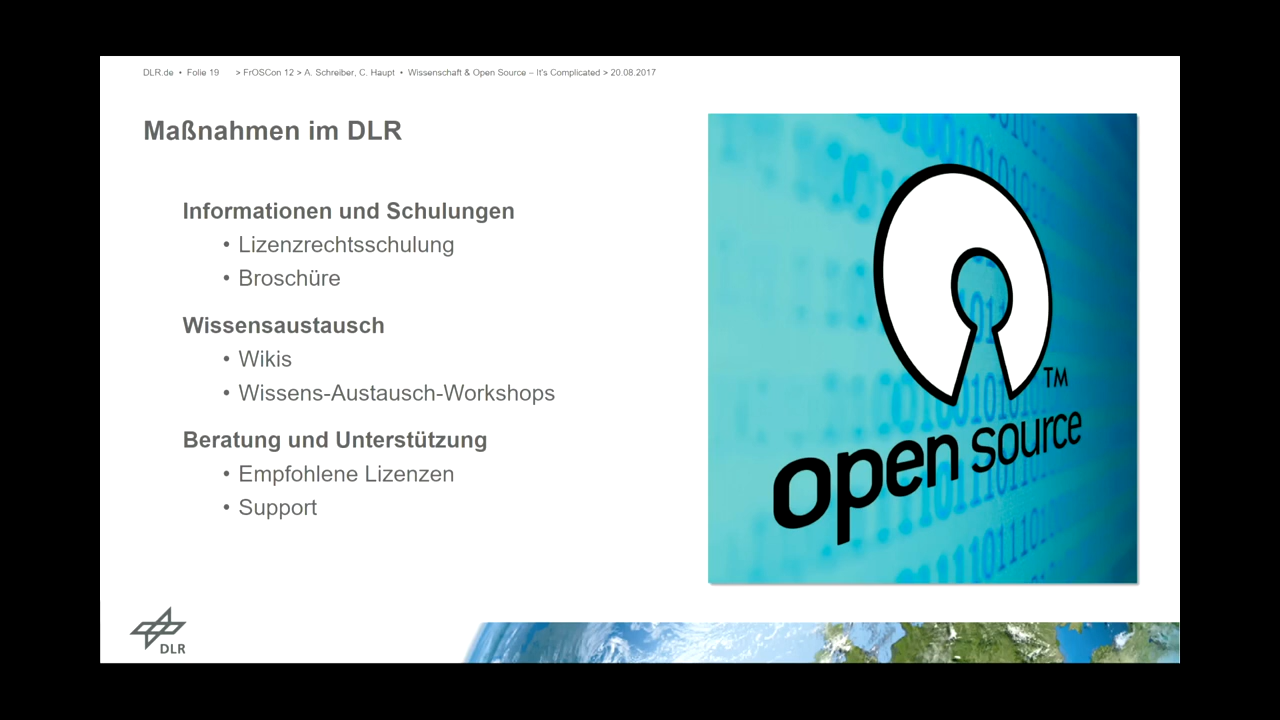 DLR.de • Folie 19 > FrOSCon 12 > A. Schreiber, C. Haupt • Wissenschaft & Open Source – It's Complicated > 20.08.2017
Maßnahmen im DLR
Informationen und Schulungen
• Lizenzrechtsschulung
• Broschüre
Wissensaustausch
• Wikis
• Wissens-Austausch-Workshops
Beratung und Unterstützung
• Empfohlene Lizenzen
• Support
TM
open source
DLR